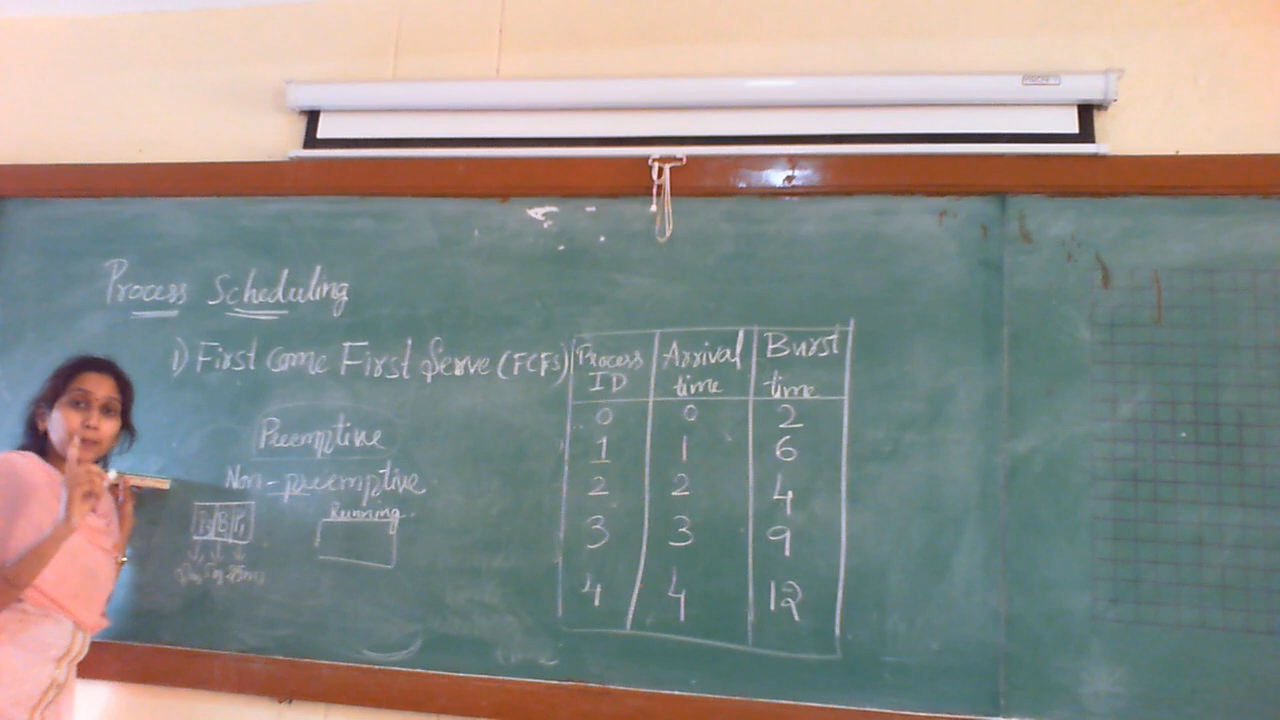 Process Scheduling
1) First come First Serve (FCFS)
Preemptive
Non-preemptive
Running
Process ID Arrival time Burst time
0 0 2
1 1 6
2 2 4
3 3 9
4 4 12